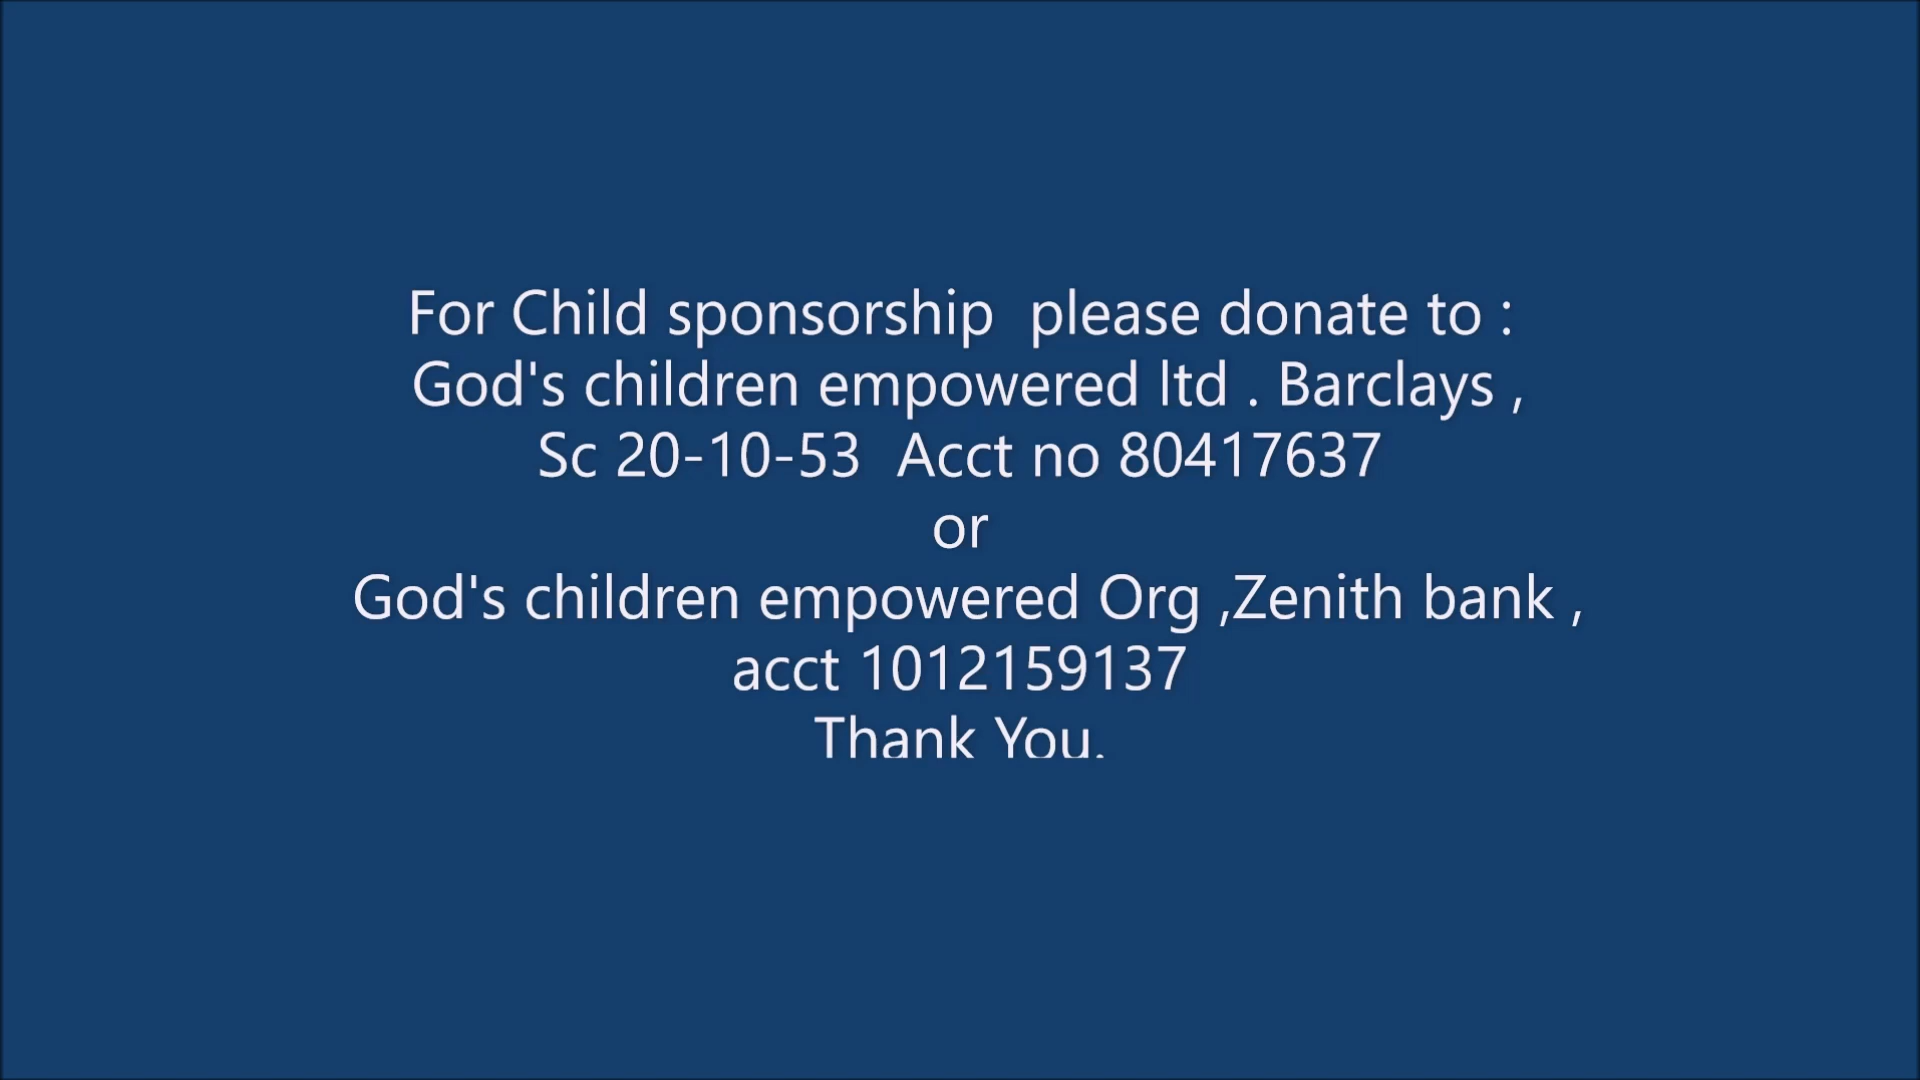 For Child sponsorship  please donate to :
God's children empowered ltd . Barclays ,
Sc 20-10-53  Acct no 80417637
or
God's children empowered Org ,Zenith bank ,
acct 1012159137
Thank You.